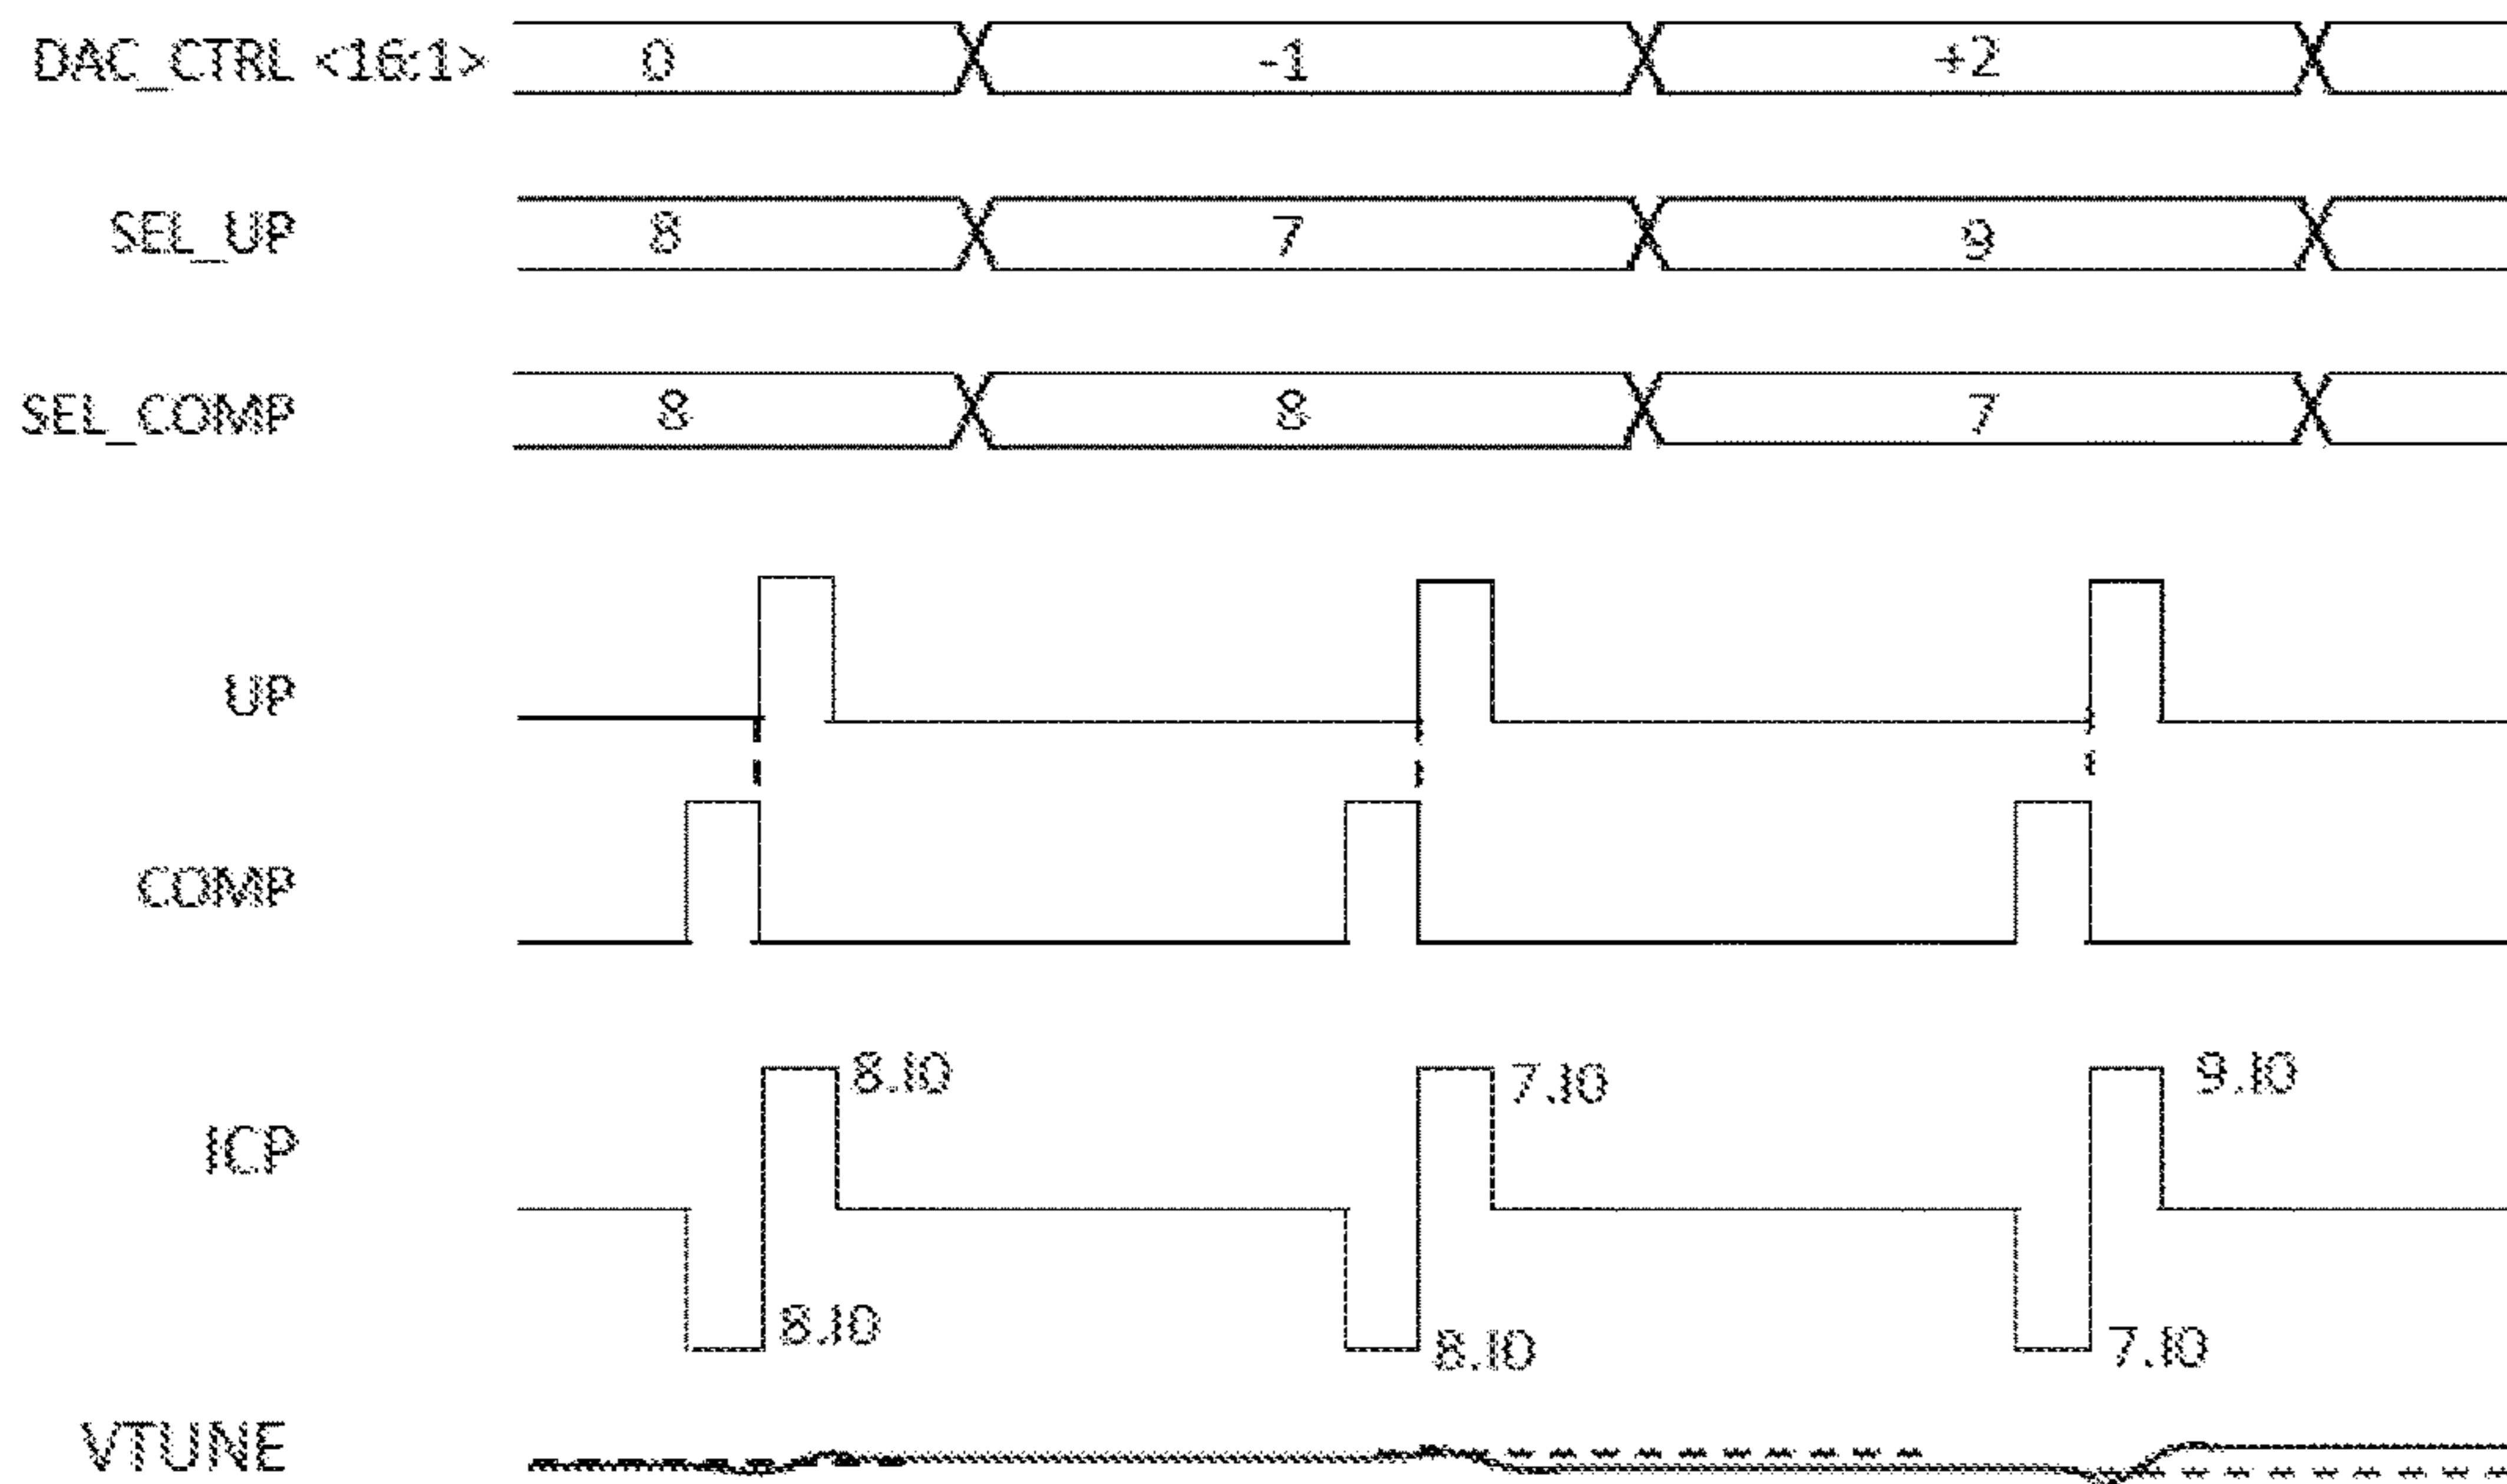 DAC_CTRL <16:1> 0 -1 +2
SEL_UP 8 7 9
SEL_COMP 8 8 7
UP
COMP
8.I0 7.I0 9.I0
ICP
8.I0 8.I0 7.I0
VTUNE